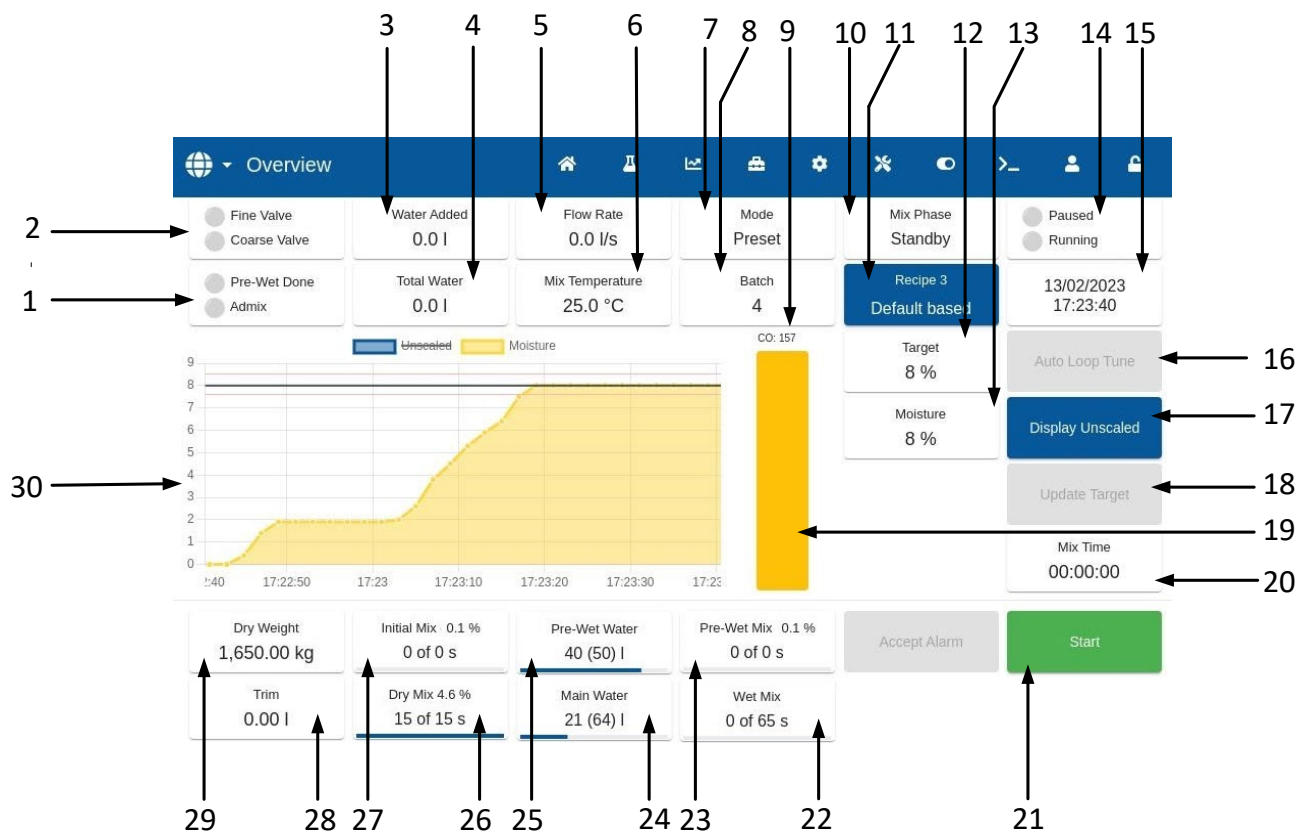 3 4 5 6 7 8 9 10 11 12 13 14 15
Overview
2
Fine Valve
Coarse Valve
Water Added
0.0 l
Flow Rate
0.0 l/s
Mode
Preset
Mix Phase
Standby
Paused
Running
1
Pre-Wet Done
Admix
Total Water
0.0 l
Mix Temperature
25.0 °C
Batch
4
Recipe 3
Default based
13/02/2023
17:23:40
Unscaled Moisture
CO: 157
Target
8 %
Auto Loop Tune
16
Moisture
8 %
Display Unscaled
17
Update Target
18
19
Mix Time
00:00:00
20
30
9
8
7
6
5
4
3
2
1
0
:40 17:22:50 17:23 17:23:10 17:23:20 17:23:30 17:23
Dry Weight
1,650.00 kg
Initial Mix 0.1 %
0 of 0 s
Pre-Wet Water
40 (50) l
Pre-Wet Mix 0.1 %
0 of 0 s
Accept Alarm
Start
Trim
0.00 l
Dry Mix 4.6 %
15 of 15 s
Main Water
21 (64) l
Wet Mix
0 of 65 s
29 28 27 26 25 24 23 22 21